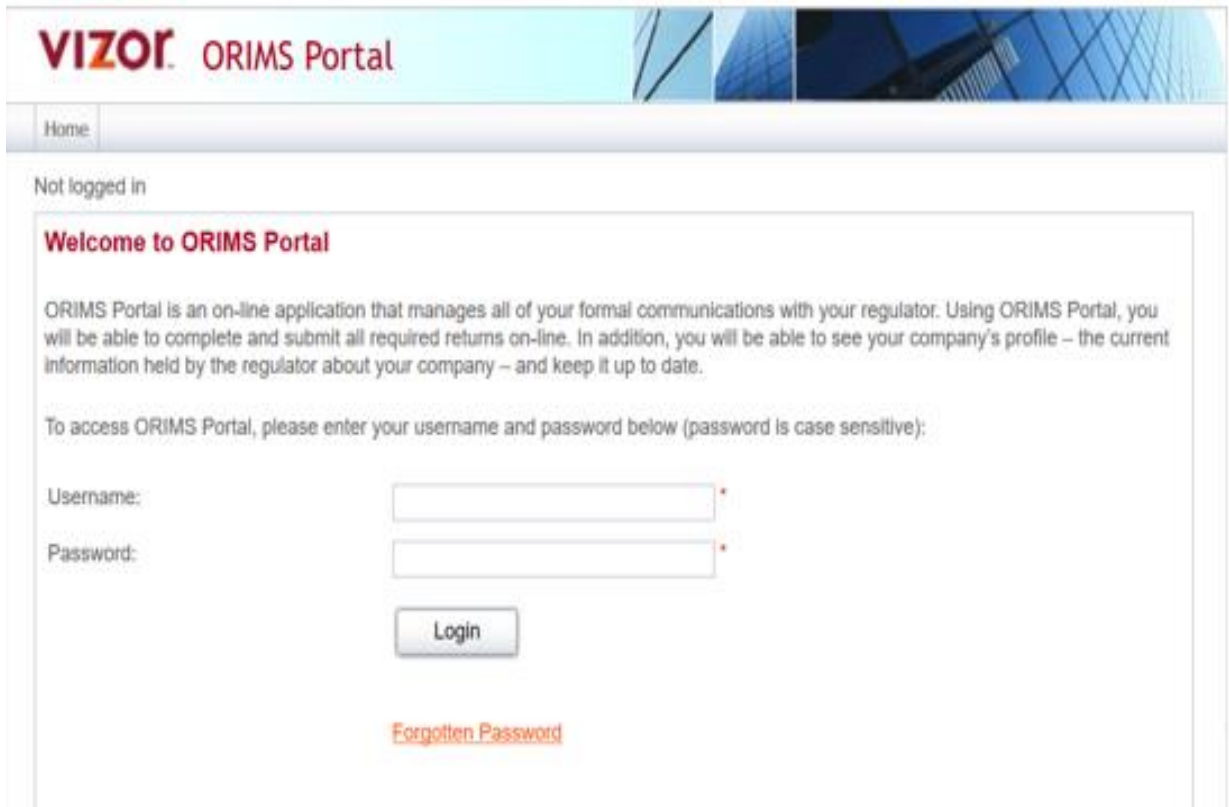 VIZOr. ORIMS Portal
Home
Not logged in
Welcome to ORIMS Portal
ORIMS Portal is an on-line application that manages all of your formal communications with your regulator. Using ORIMS Portal, you
will be able to complete and submit all required returns on-line. In addition, you will be able to see your company's profile – the current
information held by the regulator about your company – and keep it up to date.
To access ORIMS Portal, please enter your username and password below (password is case sensitive):
Username: *
Password: *
Login
Forgotten Password